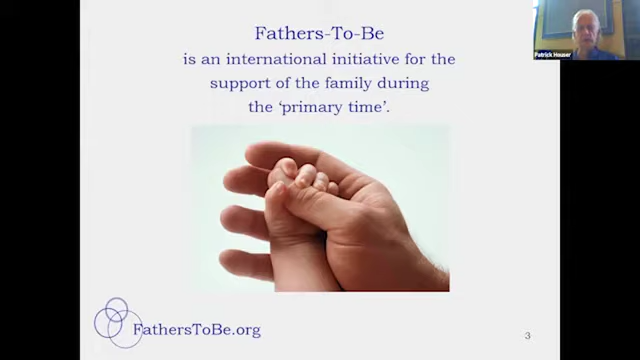 Fathers-To-Be
is an international initiative for the
support of the family during
the ‘primary time’.
Patrick Houser
FathersToBe.org
3